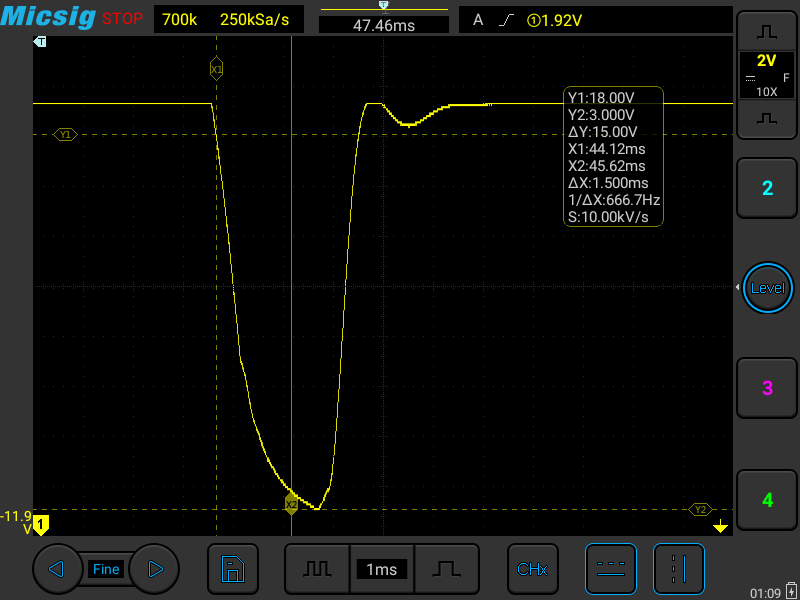 Micsig STOP 700k 250kSa/s 47.46ms A ①1.92V
T
T
X1
2V
F
10X
Y1
Y1:18.00V
Y2:3.000V
ΔY:15.00V
X1:44.12ms
X2:45.62ms
ΔX:1.500ms
1/ΔX:666.7Hz
S:10.00kV/s
2
Level
3
X2
Y2
4
-11.9
V
1
Fine
1ms
CHx
01:09